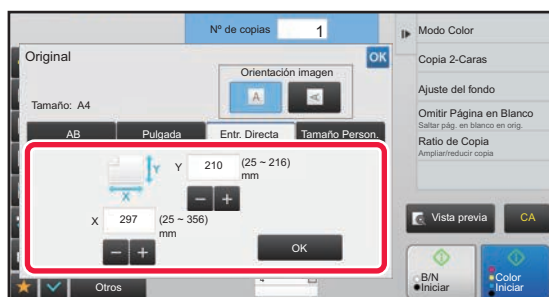 Nº de copias 1
Original
OK
Orientación imagen
A
A
Tamaño: A4
AB
Pulgada
Entr. Directa
Tamaño Person.
Y 210 (25 ~ 216)
mm
Y
X
X 297 (25 ~ 356)
mm
OK
Otros
Modo Color
Copia 2-Caras
Ajuste del fondo
Omitir Página en Blanco
Saltar pág. en blanco en orig.
Ratio de Copia
Ampliar/reducir copia
Vista previa
CA
B/N
Iniciar
Color
Iniciar